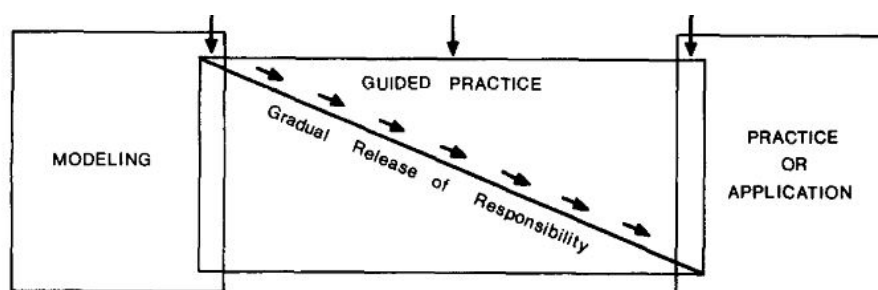 MODELING
GUIDED PRACTICE
Gradual Release of Responsibility
PRACTICE
OR
APPLICATION